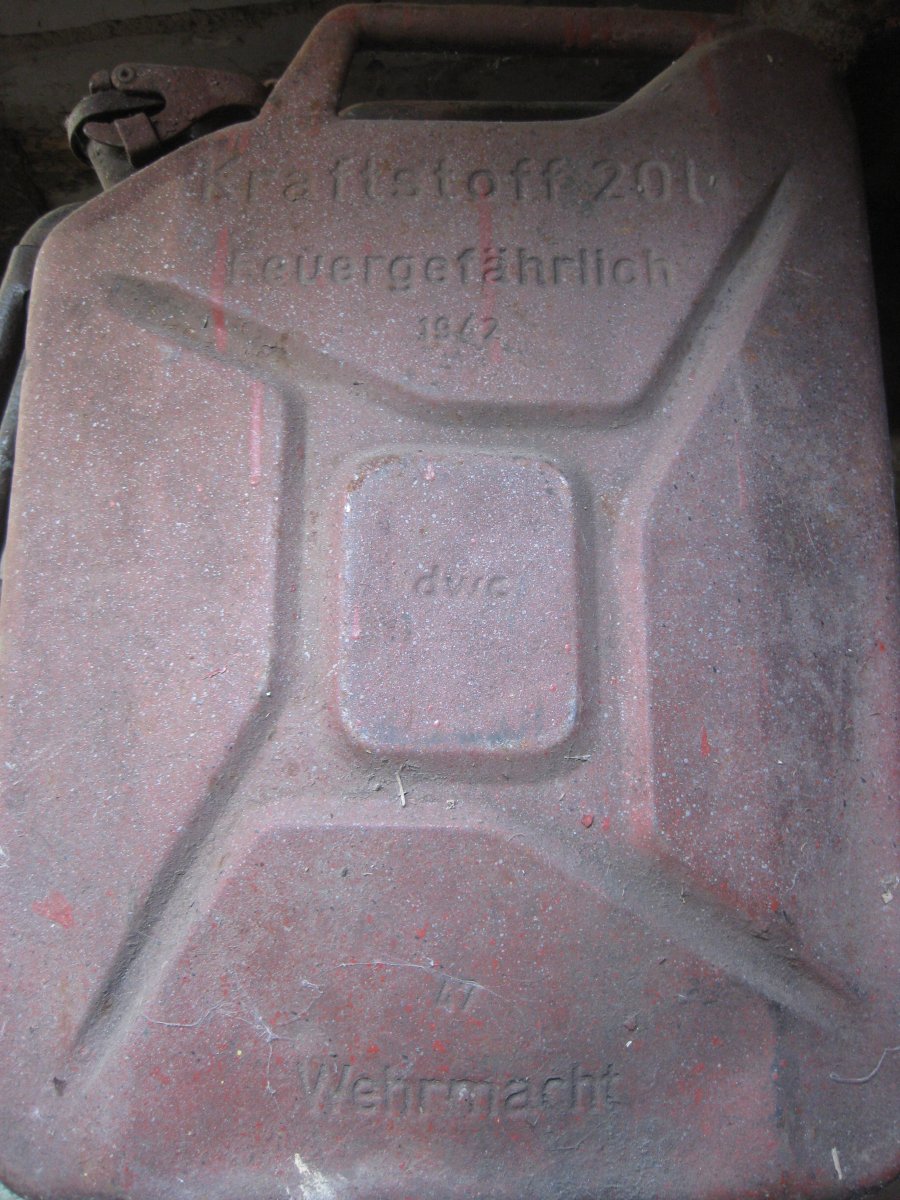 Kraftstoff 20l
Feuergefährlich
1942
dwc
47
Wehrmacht